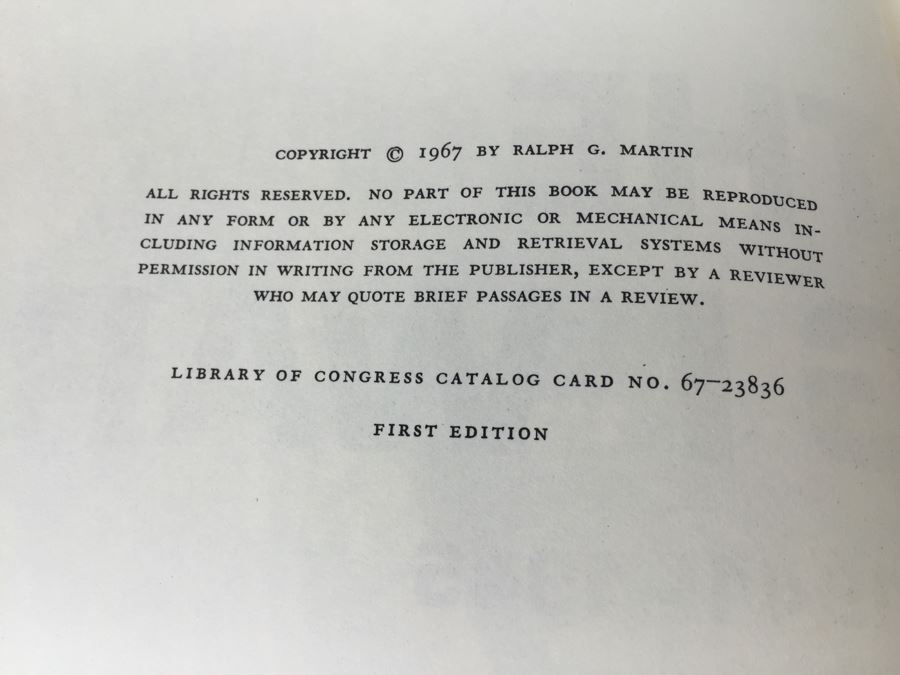 COPYRIGHT © 1967 BY RALPH G. MARTIN
ALL RIGHTS RESERVED. NO PART OF THIS BOOK MAY BE REPRODUCED
IN ANY FORM OR BY ANY ELECTRONIC OR MECHANICAL MEANS IN-
CLUDING INFORMATION STORAGE AND RETRIEVAL SYSTEMS WITHOUT
PERMISSION IN WRITING FROM THE PUBLISHER, EXCEPT BY A REVIEWER
WHO MAY QUOTE BRIEF PASSAGES IN A REVIEW.
LIBRARY OF CONGRESS CATALOG CARD NO. 67–23836
FIRST EDITION